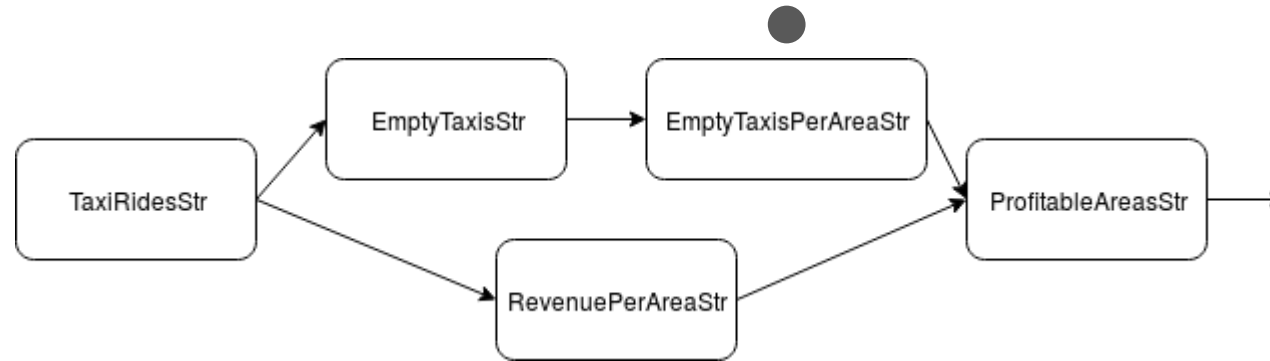 EmptyTaxisStr
EmptyTaxisPerAreaStr
TaxiRidesStr
ProfitableAreasStr
RevenuePerAreaStr